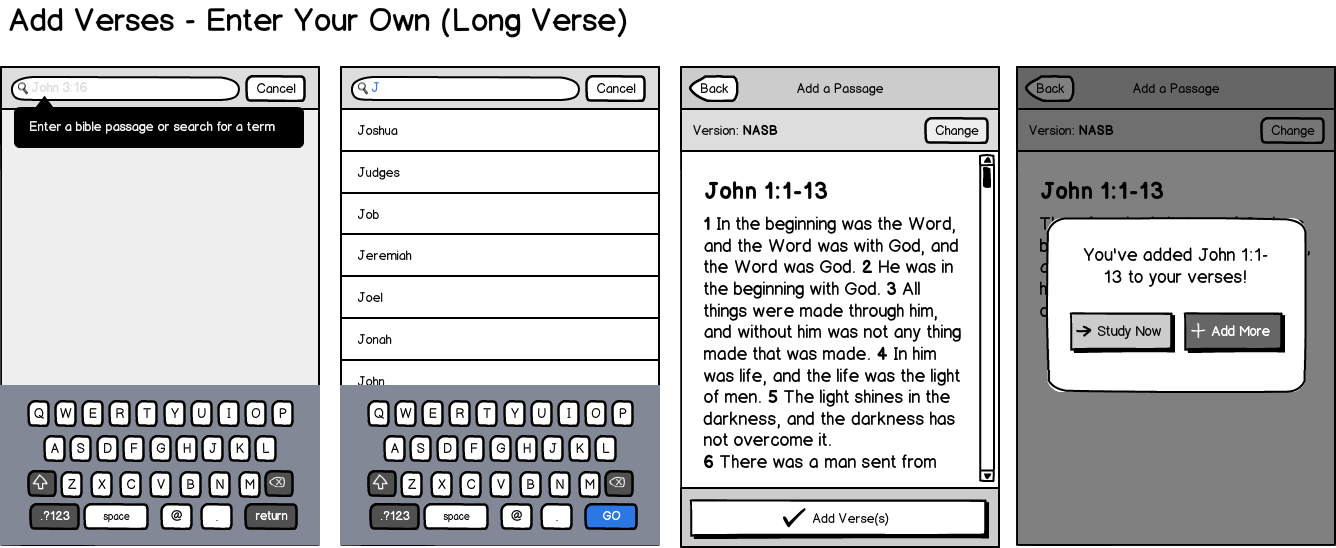 Add Verses - Enter Your Own (Long Verse)
John 3:16
Cancel
Enter a bible passage or search for a term
Q W E R T Y U I O P
A S D F G H J K L
Z X C V B N M
.?123 space @ . return
J
Cancel
Joshua
Judges
Job
Jeremiah
Joel
Jonah
John
Q W E R T Y U I O P
A S D F G H J K L
Z X C V B N M
.?123 space @ . GO
Back
Add a Passage
Version: NASB
Change
John 1:1-13
1 In the beginning was the Word,
and the Word was with God, and
the Word was God. 2 He was in
the beginning with God. 3 All
things were made through him,
and without him was not any thing
made that was made. 4 In him
was life, and the life was the light
of men. 5 The light shines in the
darkness, and the darkness has
not overcome it.
6 There was a man sent from
Add Verse(s)
Back
Add a Passage
Version: NASB
Change
John 1:1-13
You've added John 1:1-
13 to your verses!
Study Now
Add More